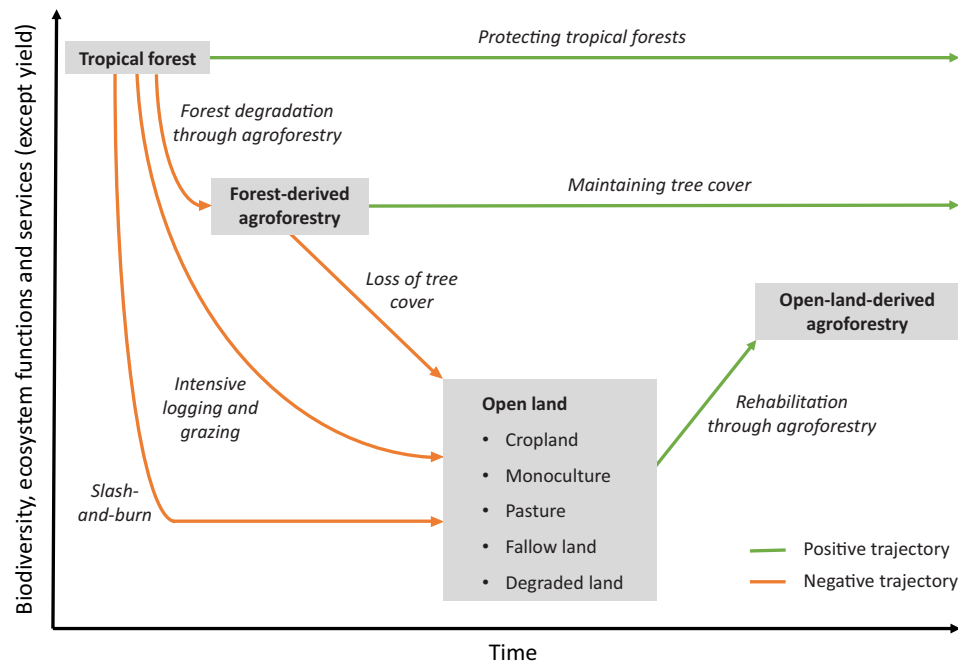 Biodiversity, ecosystem functions and services (except yield)
Tropical forest
Protecting tropical forests
Forest degradation
through agroforestry
Forest-derived
agroforestry
Maintaining tree cover
Loss of tree
cover
Open-land-derived
agroforestry
Intensive
logging and
grazing
Slash-
and-burn
Open land
• Cropland
• Monoculture
• Pasture
• Fallow land
• Degraded land
Rehabilitation
through agroforestry
Positive trajectory
Negative trajectory
Time